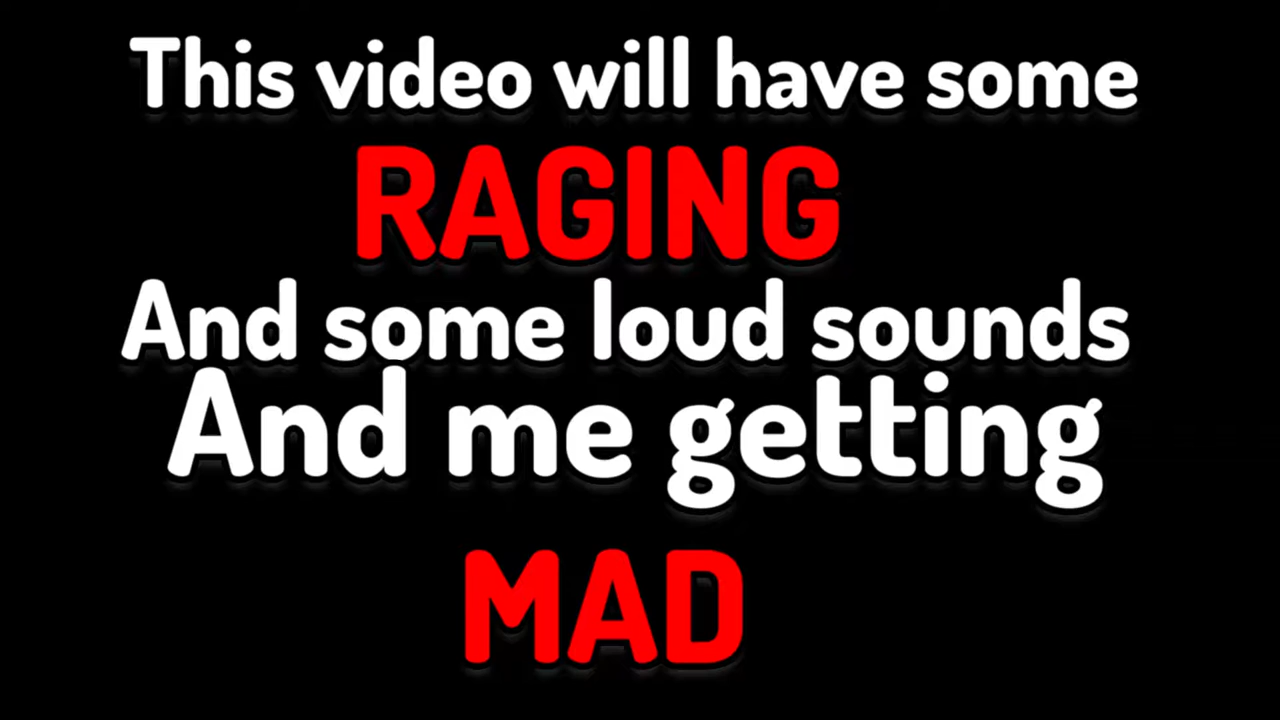 This video will have some
RAGING
And some loud sounds
And me getting
MAD